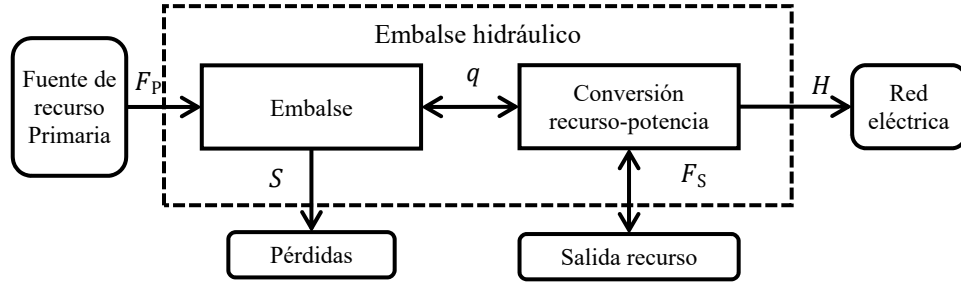 Embalse hidráulico
Fuente de
recurso
Primaria
F_P
Embalse
q
Conversión
recurso-potencia
H
Red
eléctrica
S
F_S
Pérdidas
Salida recurso